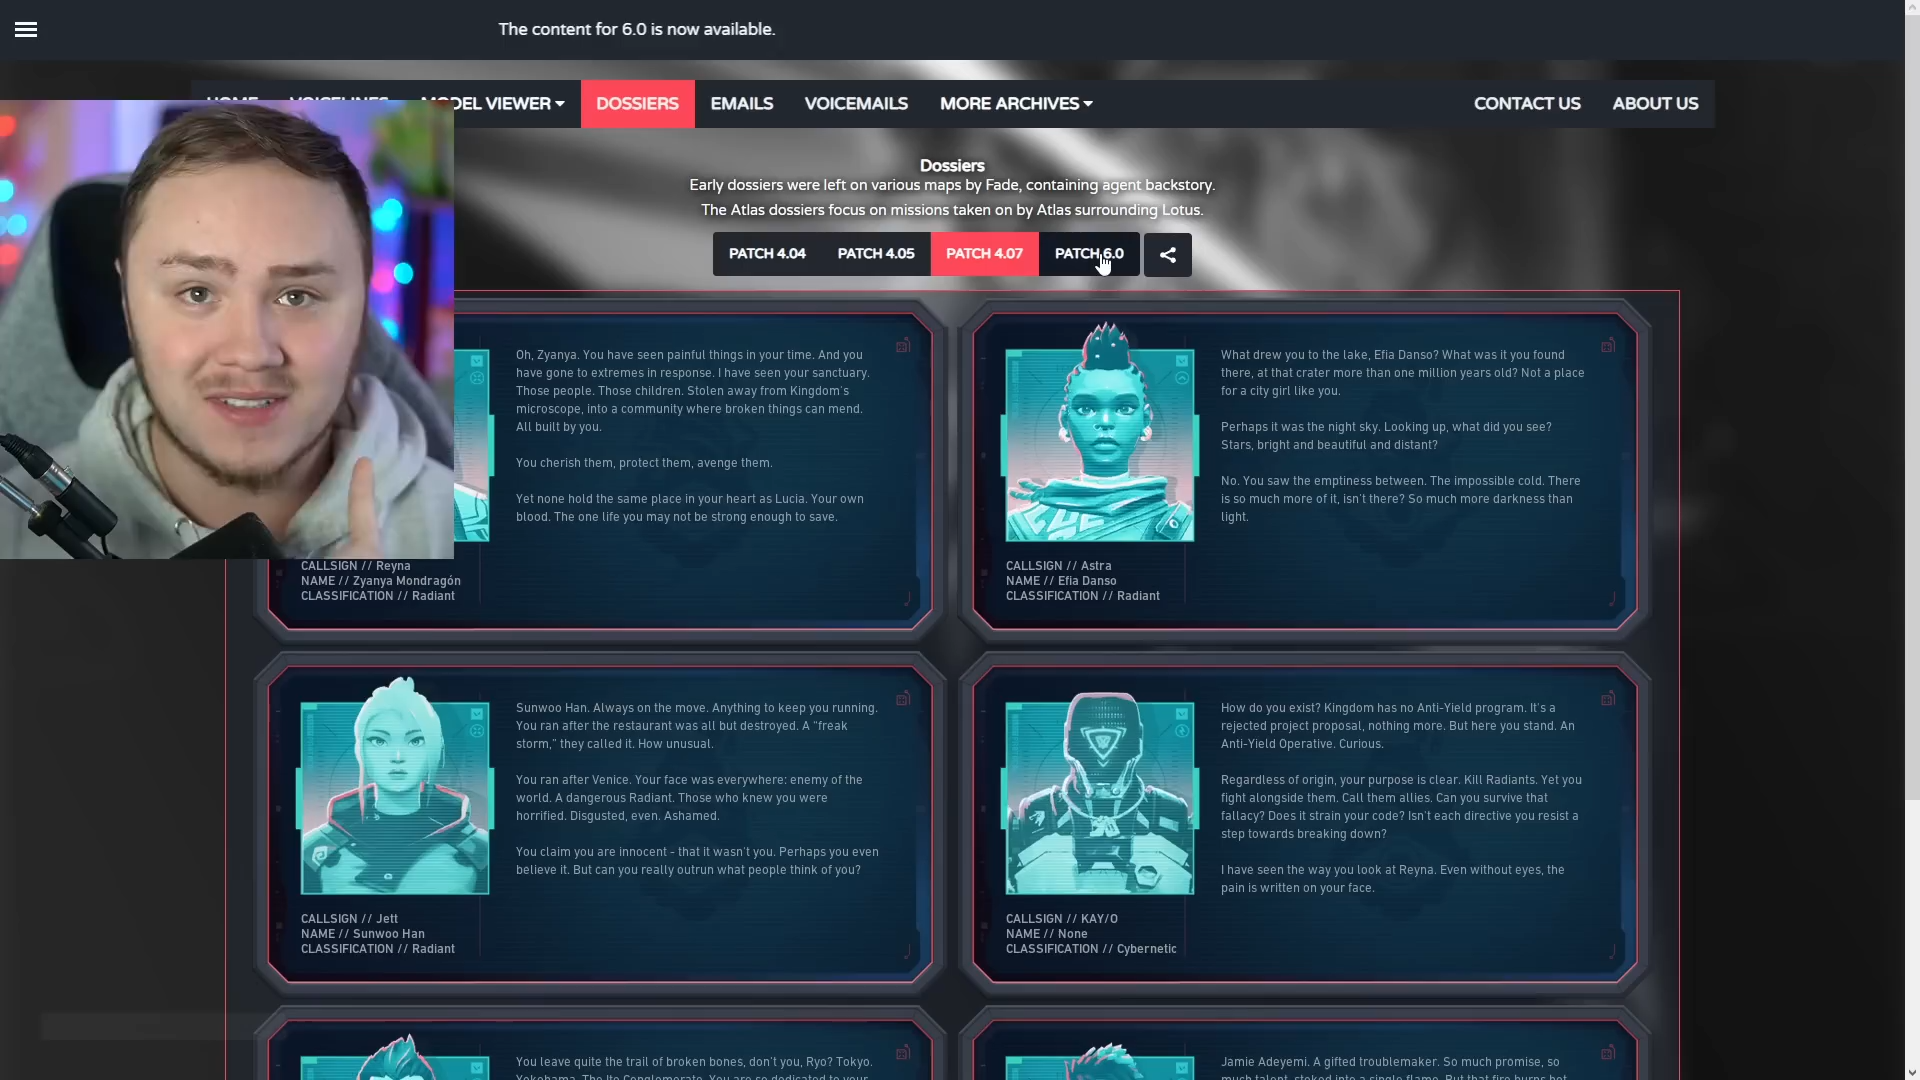 The content for 6.0 is now available.
MODEL VIEWER
DOSSIERS
EMAILS
VOICEMAILS
MORE ARCHIVES
CONTACT US
ABOUT US
Dossiers
Early dossiers were left on various maps by Fade, containing agent backstory.
The Atlas dossiers focus on missions taken on by Atlas surrounding Lotus.
PATCH 4.04
PATCH 4.05
PATCH 4.07
PATCH 6.0
Oh, Zyanya. You have seen painful things in your time. And you
have gone to extremes in response. I have seen your sanctuary.
Those people. Those children. Stolen away from Kingdom's
microscope, into a community where broken things can mend.
All built by you.
You cherish them, protect them, avenge them.
Yet none hold the same place in your heart as Lucia. Your own
blood. The one life you may not be strong enough to save.
CALLSIGN // Reyna
NAME // Zyanya Mondragón
CLASSIFICATION // Radiant
What drew you to the lake, Efia Danso? What was it you found
there, at that crater more than one million years old? Not a place
for a city girl like you.
Perhaps it was the night sky. Looking up, what did you see?
Stars, bright and beautiful and distant?
No. You saw the emptiness between. The impossible cold. There
is so much more of it, isn't there? So much more darkness than
light.
CALLSIGN // Astra
NAME // Efia Danso
CLASSIFICATION // Radiant
Sunwoo Han. Always on the move. Anything to keep you running.
You ran after the restaurant was all but destroyed. A "freak
storm," they called it. How unusual.
You ran after Venice. Your face was everywhere: enemy of the
world. A dangerous Radiant. Those who knew you were
horrified. Disgusted, even. Ashamed.
You claim you are innocent - that it wasn't you. Perhaps you even
believe it. But can you really outrun what people think of you?
CALLSIGN // Jett
NAME // Sunwoo Han
CLASSIFICATION // Radiant
How do you exist? Kingdom has no Anti-Yield program. It's a
rejected project proposal, nothing more. But here you stand. An
Anti-Yield Operative. Curious.
Regardless of origin, your purpose is clear. Kill Radiants. Yet you
fight alongside them. Call them allies. Can you survive that
fallacy? Does it strain your code? Isn't each directive you resist a
step towards breaking down?
I have seen the way you look at Reyna. Even without eyes, the
pain is written on your face.
CALLSIGN // KAY/O
NAME // None
CLASSIFICATION // Cybernetic
You leave quite the trail of broken bones, don't you, Ryo? Tokyo.
Yokohama. The Ito Conglomerate. You are so dedicated to your
Jamie Adeyemi. A gifted troublemaker. So much promise, so
much talent, stoked into a single flame. But that fire burns hot